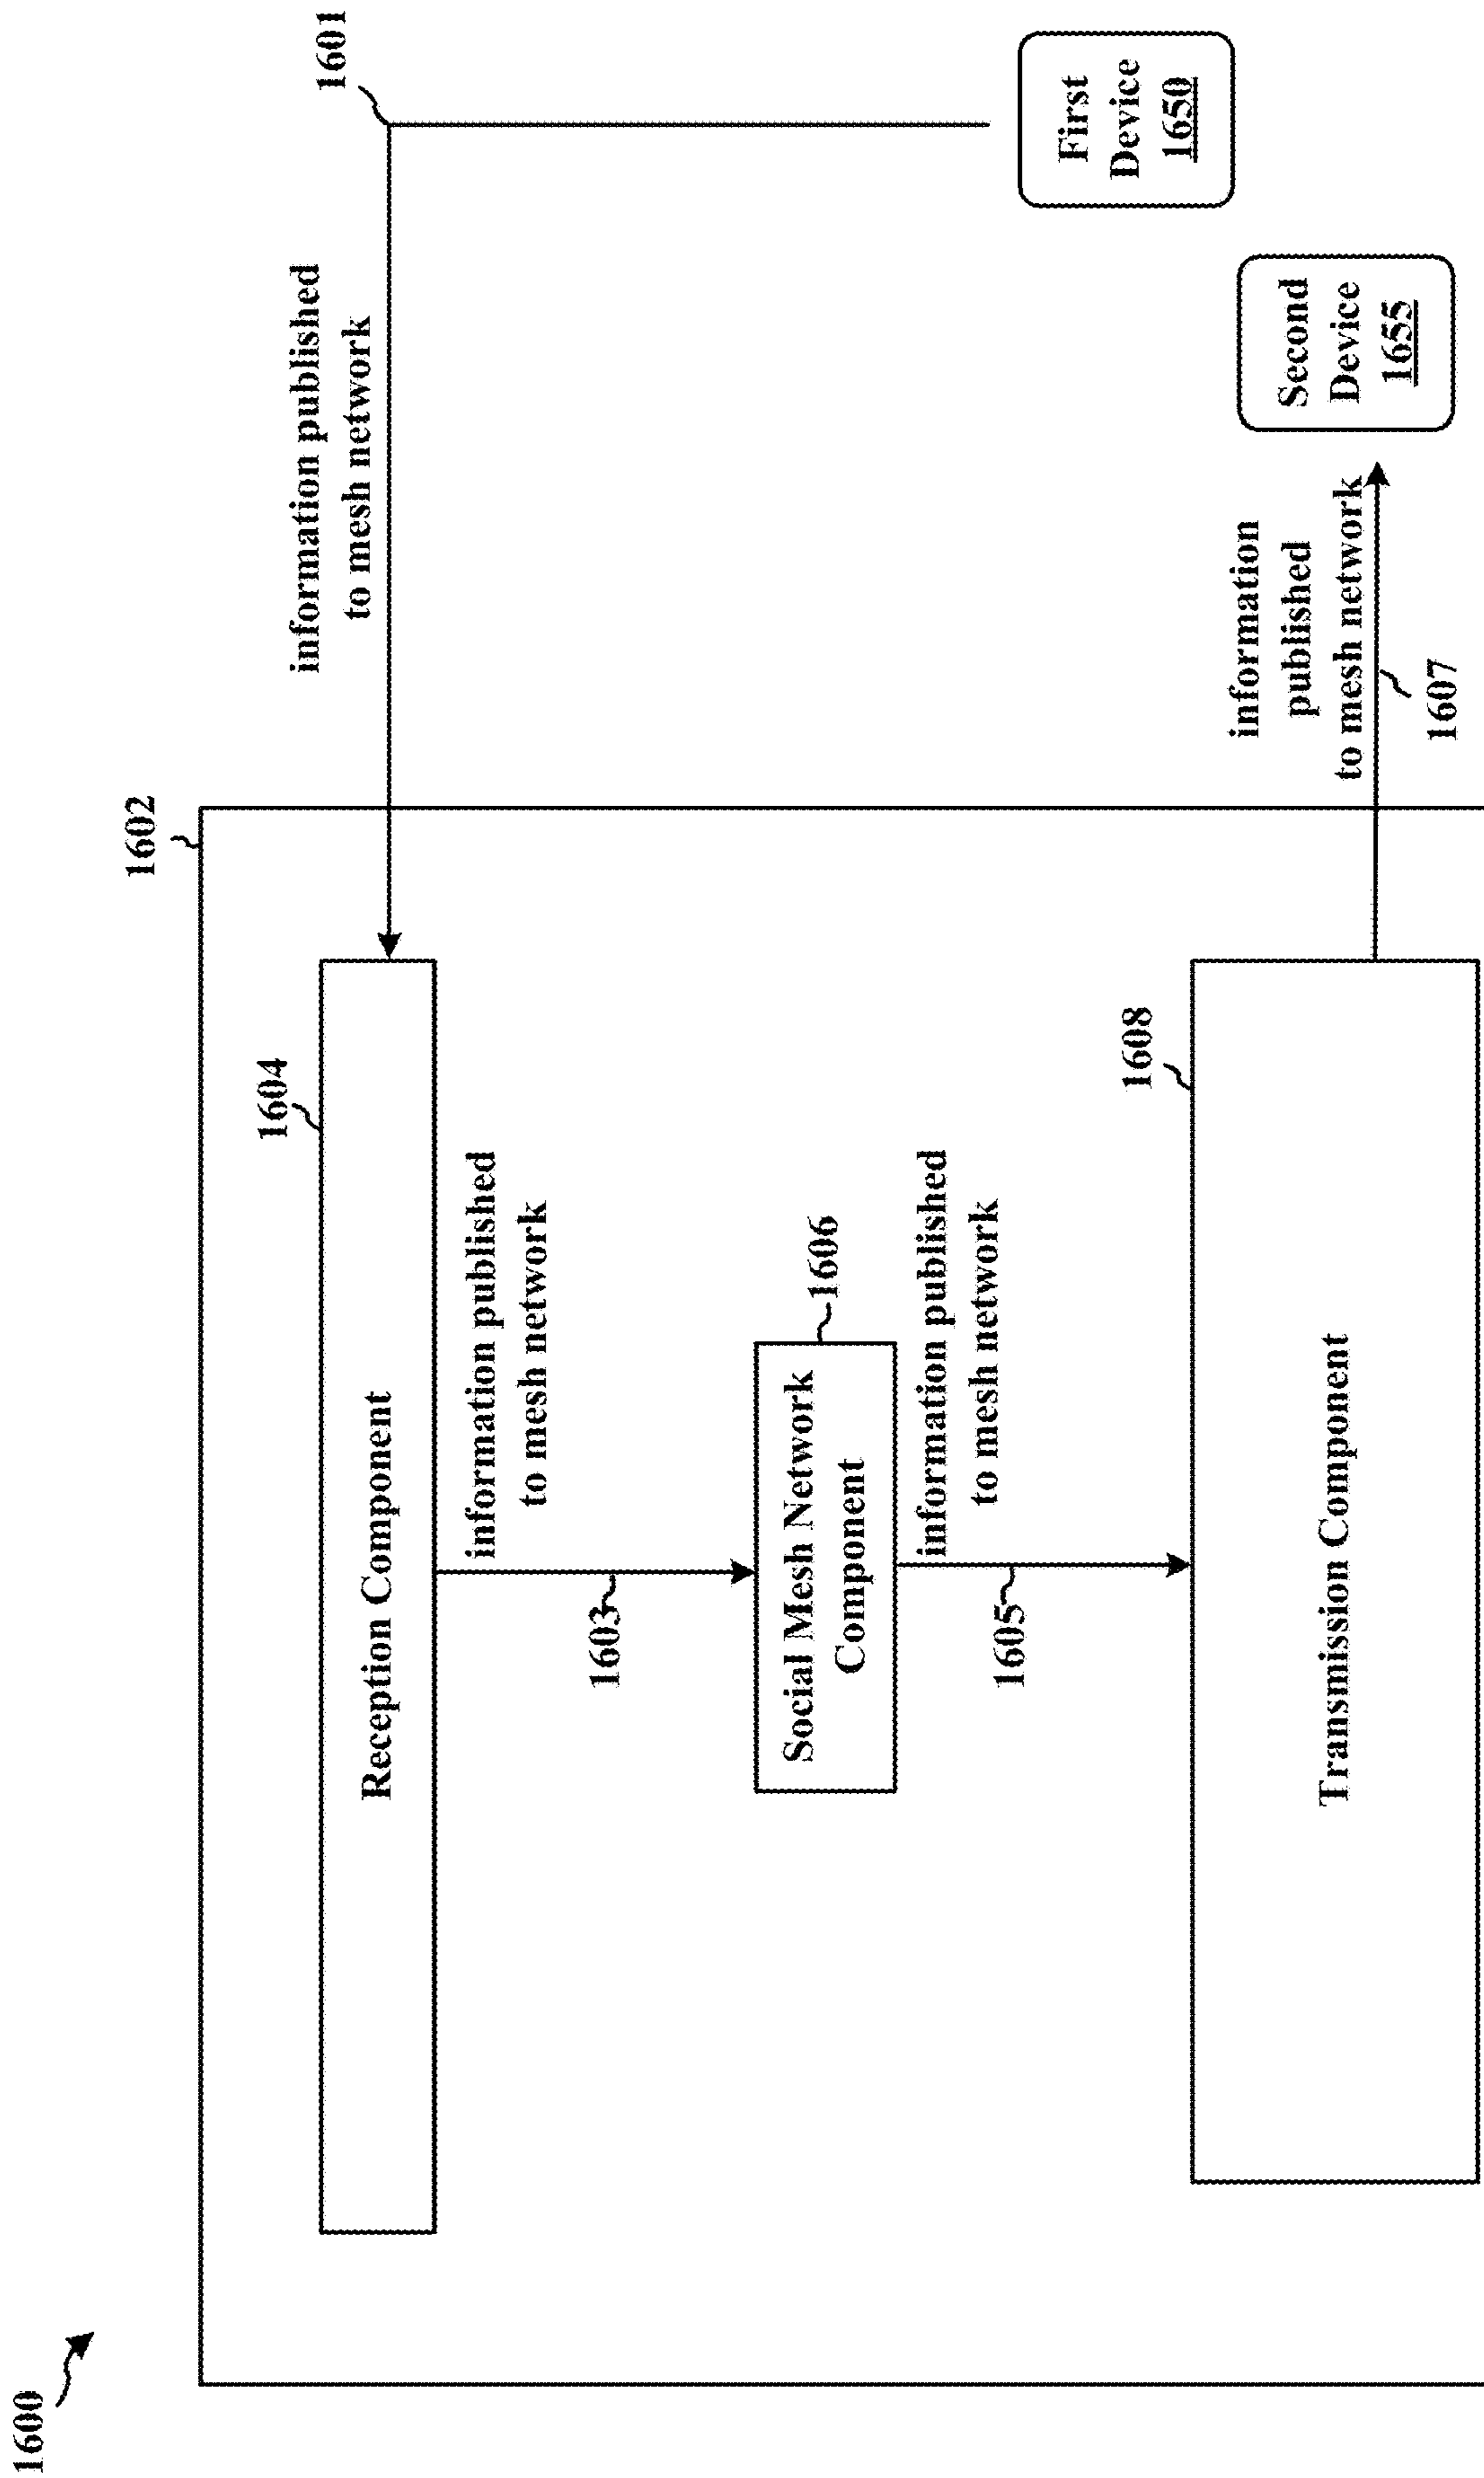 1600
1602
1604
Reception Component
information published
to mesh network
1601
information published
to mesh network
1603
Social Mesh Network
Component
1606
1605
information published
to mesh network
1608
Transmission Component
information
published
to mesh network
1607
First
Device
1650
Second
Device
1655